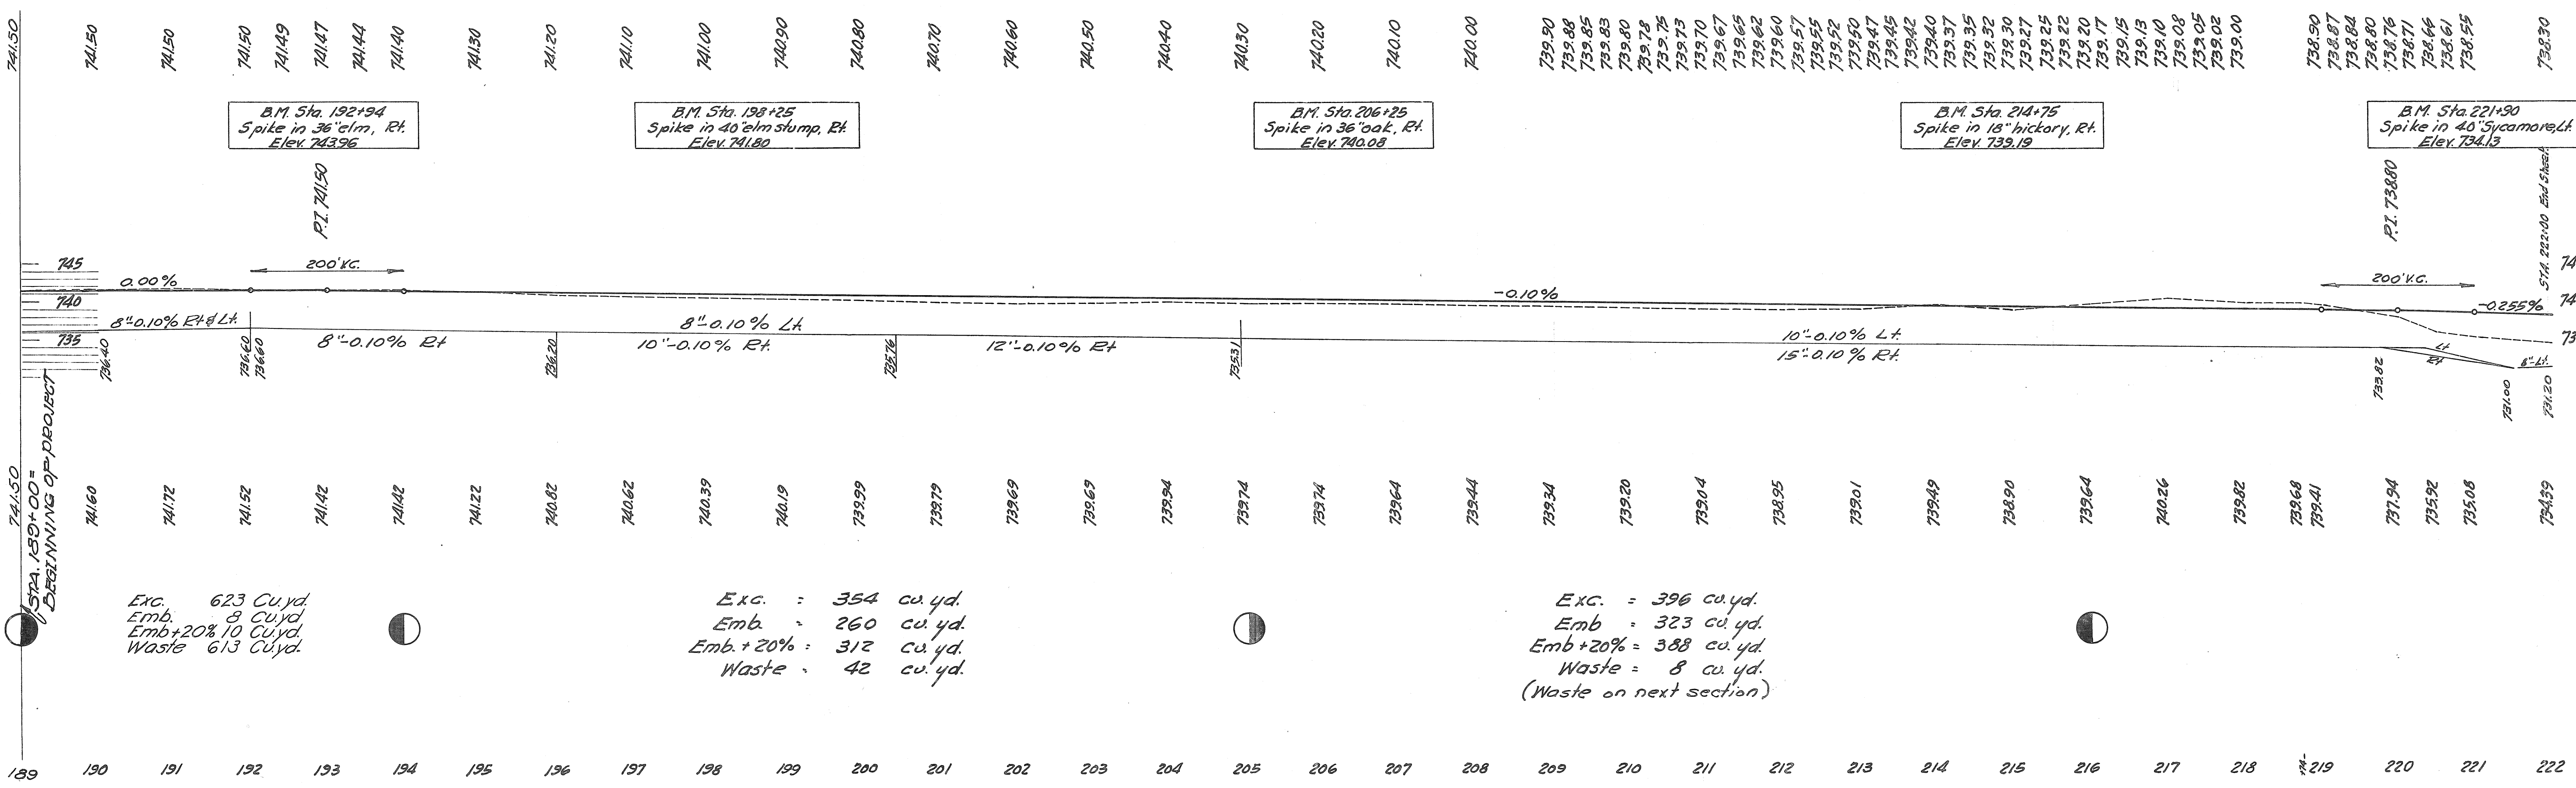 741.50 741.50 741.50 741.50 741.49 741.47 741.44 741.40 741.30 741.20 741.10 741.00 740.90 740.80 740.70 740.60 740.50 740.40 740.30 740.20 740.10 740.00 739.90 739.88 739.85 739.83 739.80 739.78 739.75 739.73 739.70 739.67 739.65 739.62 739.60 739.57 739.55 739.52 739.50 739.47 739.45 739.42 739.40 739.37 739.35 739.32 739.30 739.27 739.25 739.22 739.20 739.17 739.15 739.13 739.10 739.08 739.05 739.02 739.00 738.90 738.87 738.84 738.80 738.76 738.71 738.66 738.61 738.55 738.30
B.M. Sta. 192+94
Spike in 36"elm, Rt.
Elev. 743.96
B.M. Sta. 198+25
Spike in 40"elm stump, Rt.
Elev. 741.80
B.M. Sta. 206+25
Spike in 36"oak, Rt.
Elev. 740.08
B.M. Sta. 214+75
Spike in 18"hickory, Rt.
Elev. 739.19
B.M. Sta. 221+90
Spike in 40"Sycamore, Lt.
Elev. 734.13
P.I. 741.50
P.I. 738.80
STA. 222+00 End Sheet
745
200' V.C.
200' V.C.
74
0.00%
-0.10%
-0.255%
740
74
8"-0.10% Rt & Lt.
8"-0.10% Lt
10"-0.10% Lt.
735
8"-0.10% Rt
10"-0.10% Rt.
12"-0.10% Rt
15"-0.10% Rt.
Lt
Rt
8"-Lt.
73
736.40 736.60 736.60 736.20 735.76 735.31 733.82 731.00 731.20
STA. 189+00=
BEGINNING OF PROJECT
741.50 741.60 741.72 741.52 741.42 741.42 741.22 740.82 740.62 740.39 740.19 739.99 739.79 739.69 739.69 739.94 739.74 739.74 739.64 739.44 739.34 739.20 739.04 738.95 739.01 739.49 738.90 739.64 740.26 739.82 739.68 739.41 737.94 735.92 735.08 734.39
Exc. 623 Cu.yd.
Emb. 8 Cu.yd
Emb+20% 10 Cu.yd.
Waste 613 Cu.yd.
Exc. : 354 cu. yd.
Emb. : 260 cu. yd.
Emb. + 20% : 312 cu. yd.
Waste : 42 cu. yd.
Exc. = 396 cu. yd.
Emb : 323 cu. yd.
Emb+20% = 388 cu. yd.
Waste = 8 cu. yd.
(Waste on next section)
189 190 191 192 193 194 195 196 197 198 199 200 201 202 203 204 205 206 207 208 209 210 211 212 213 214 215 216 217 218 219 220 221 222